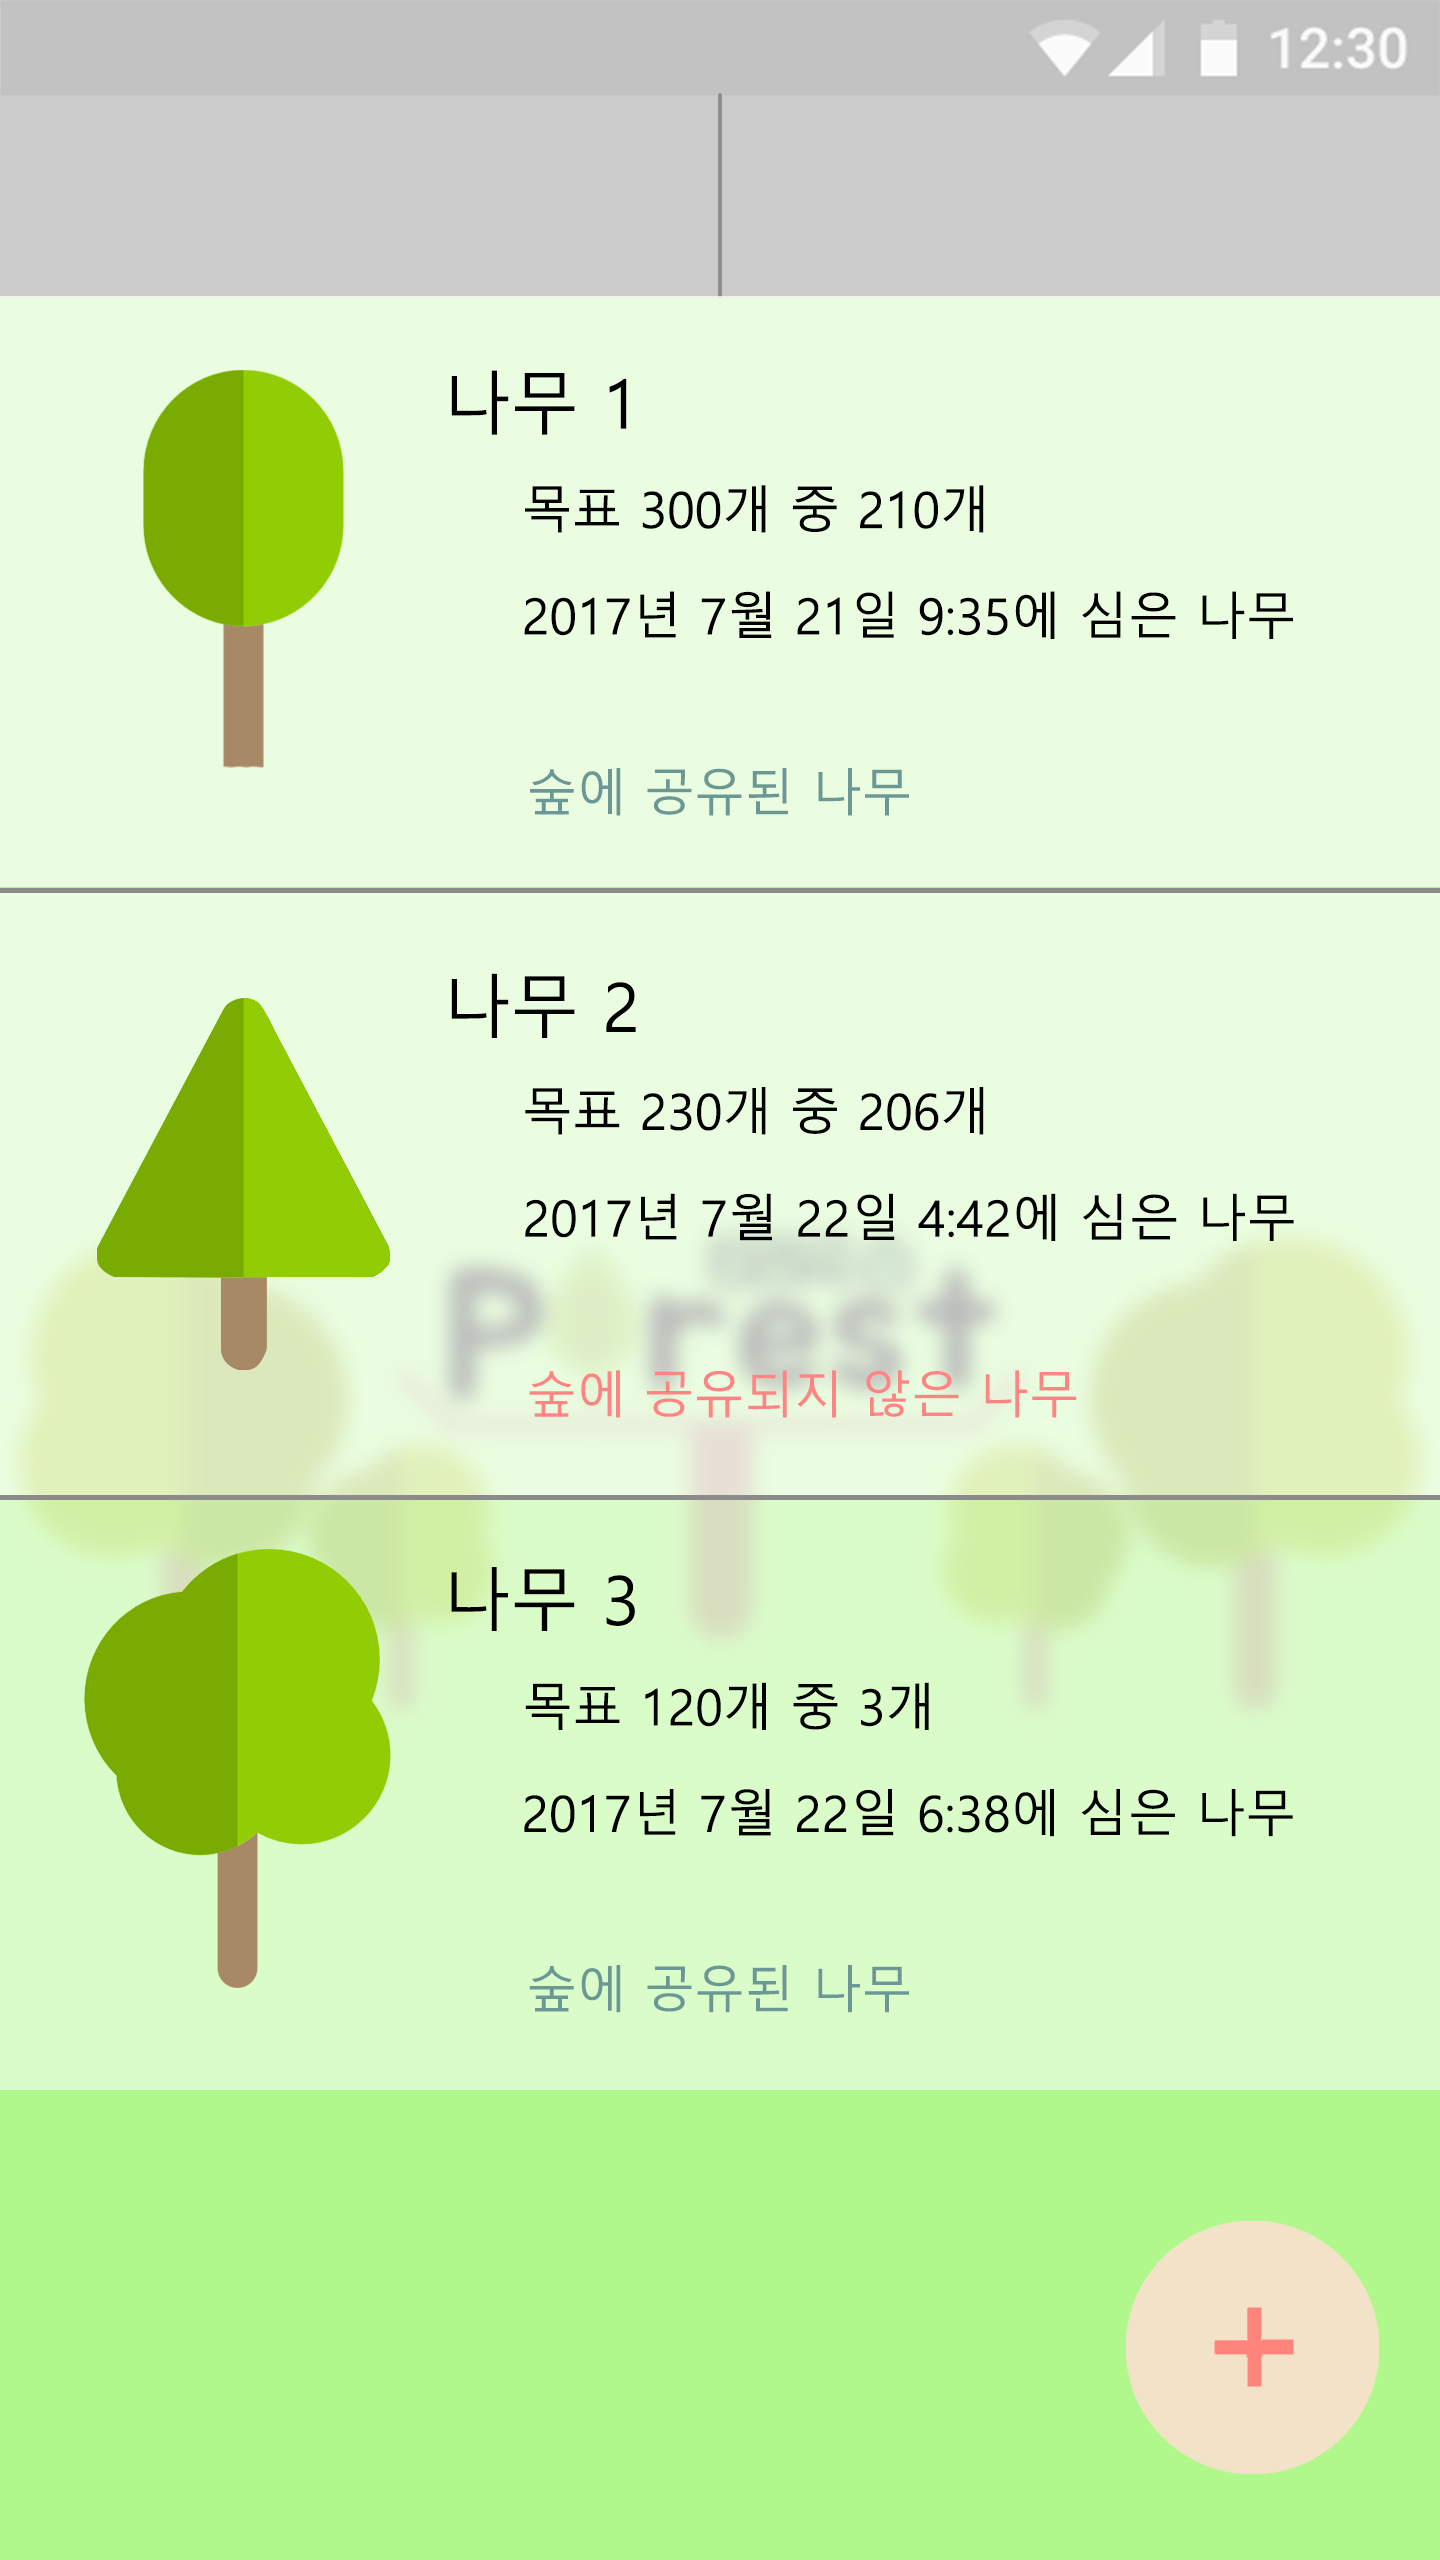 12:30
나무 1
목표 300개 중 210개
2017년 7월 21일 9:35에 심은 나무
숲에 공유된 나무
나무 2
목표 230개 중 206개
2017년 7월 22일 4:42에 심은 나무
P rest
숲에 공유되지 않은 나무
나무 3
목표 120개 중 3개
2017년 7월 22일 6:38에 심은 나무
숲에 공유된 나무
+